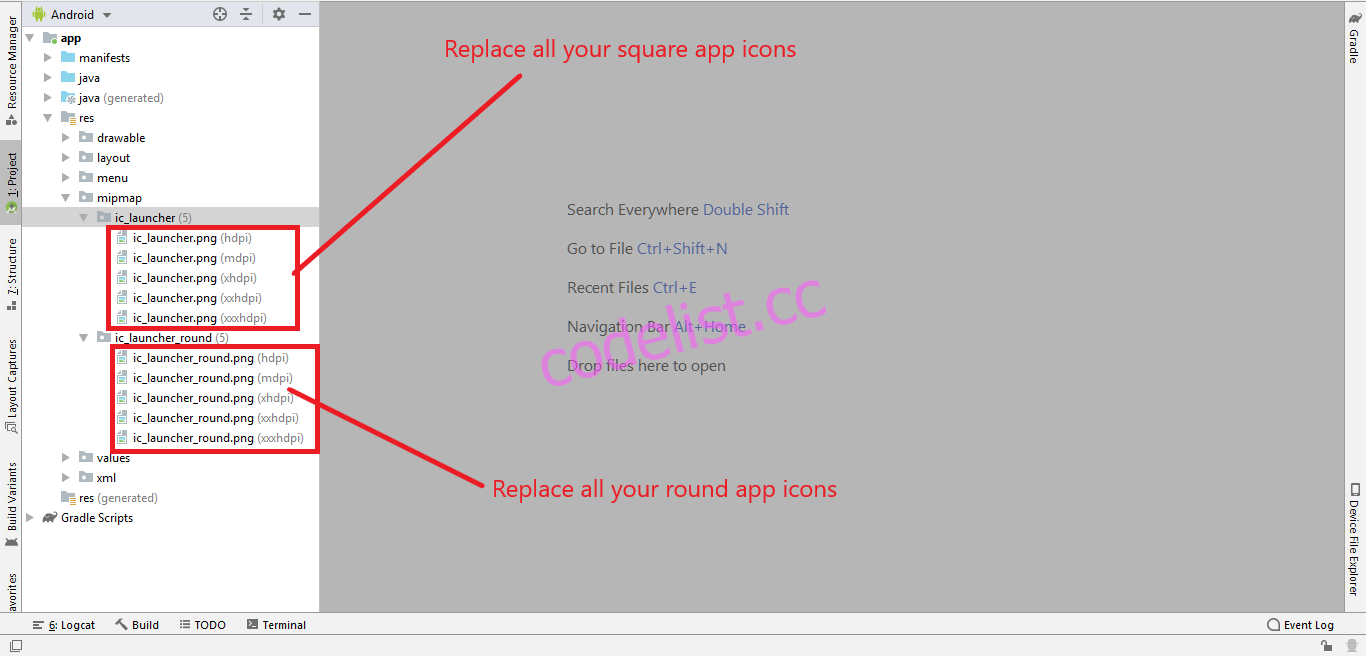 Android
Resource Manager
1: Project
7: Structure
Layout Captures
Build Variants
avorites
app
manifests
java
java (generated)
res
drawable
layout
menu
mipmap
ic_launcher (5)
ic_launcher.png (hdpi)
ic_launcher.png (mdpi)
ic_launcher.png (xhdpi)
ic_launcher.png (xxhdpi)
ic_launcher.png (xxxhdpi)
ic_launcher_round (5)
ic_launcher_round.png (hdpi)
ic_launcher_round.png (mdpi)
ic_launcher_round.png (xhdpi)
ic_launcher_round.png (xxhdpi)
ic_launcher_round.png (xxxhdpi)
values
xml
res (generated)
Gradle Scripts
Replace all your square app icons
Search Everywhere Double Shift
Go to File Ctrl+Shift+N
Recent Files Ctrl+E
Navigation Bar Alt+Home
Drop files here to open
codelist.cc
Replace all your round app icons
Gradle
Device File Explorer
6: Logcat
Build
TODO
Terminal
Event Log